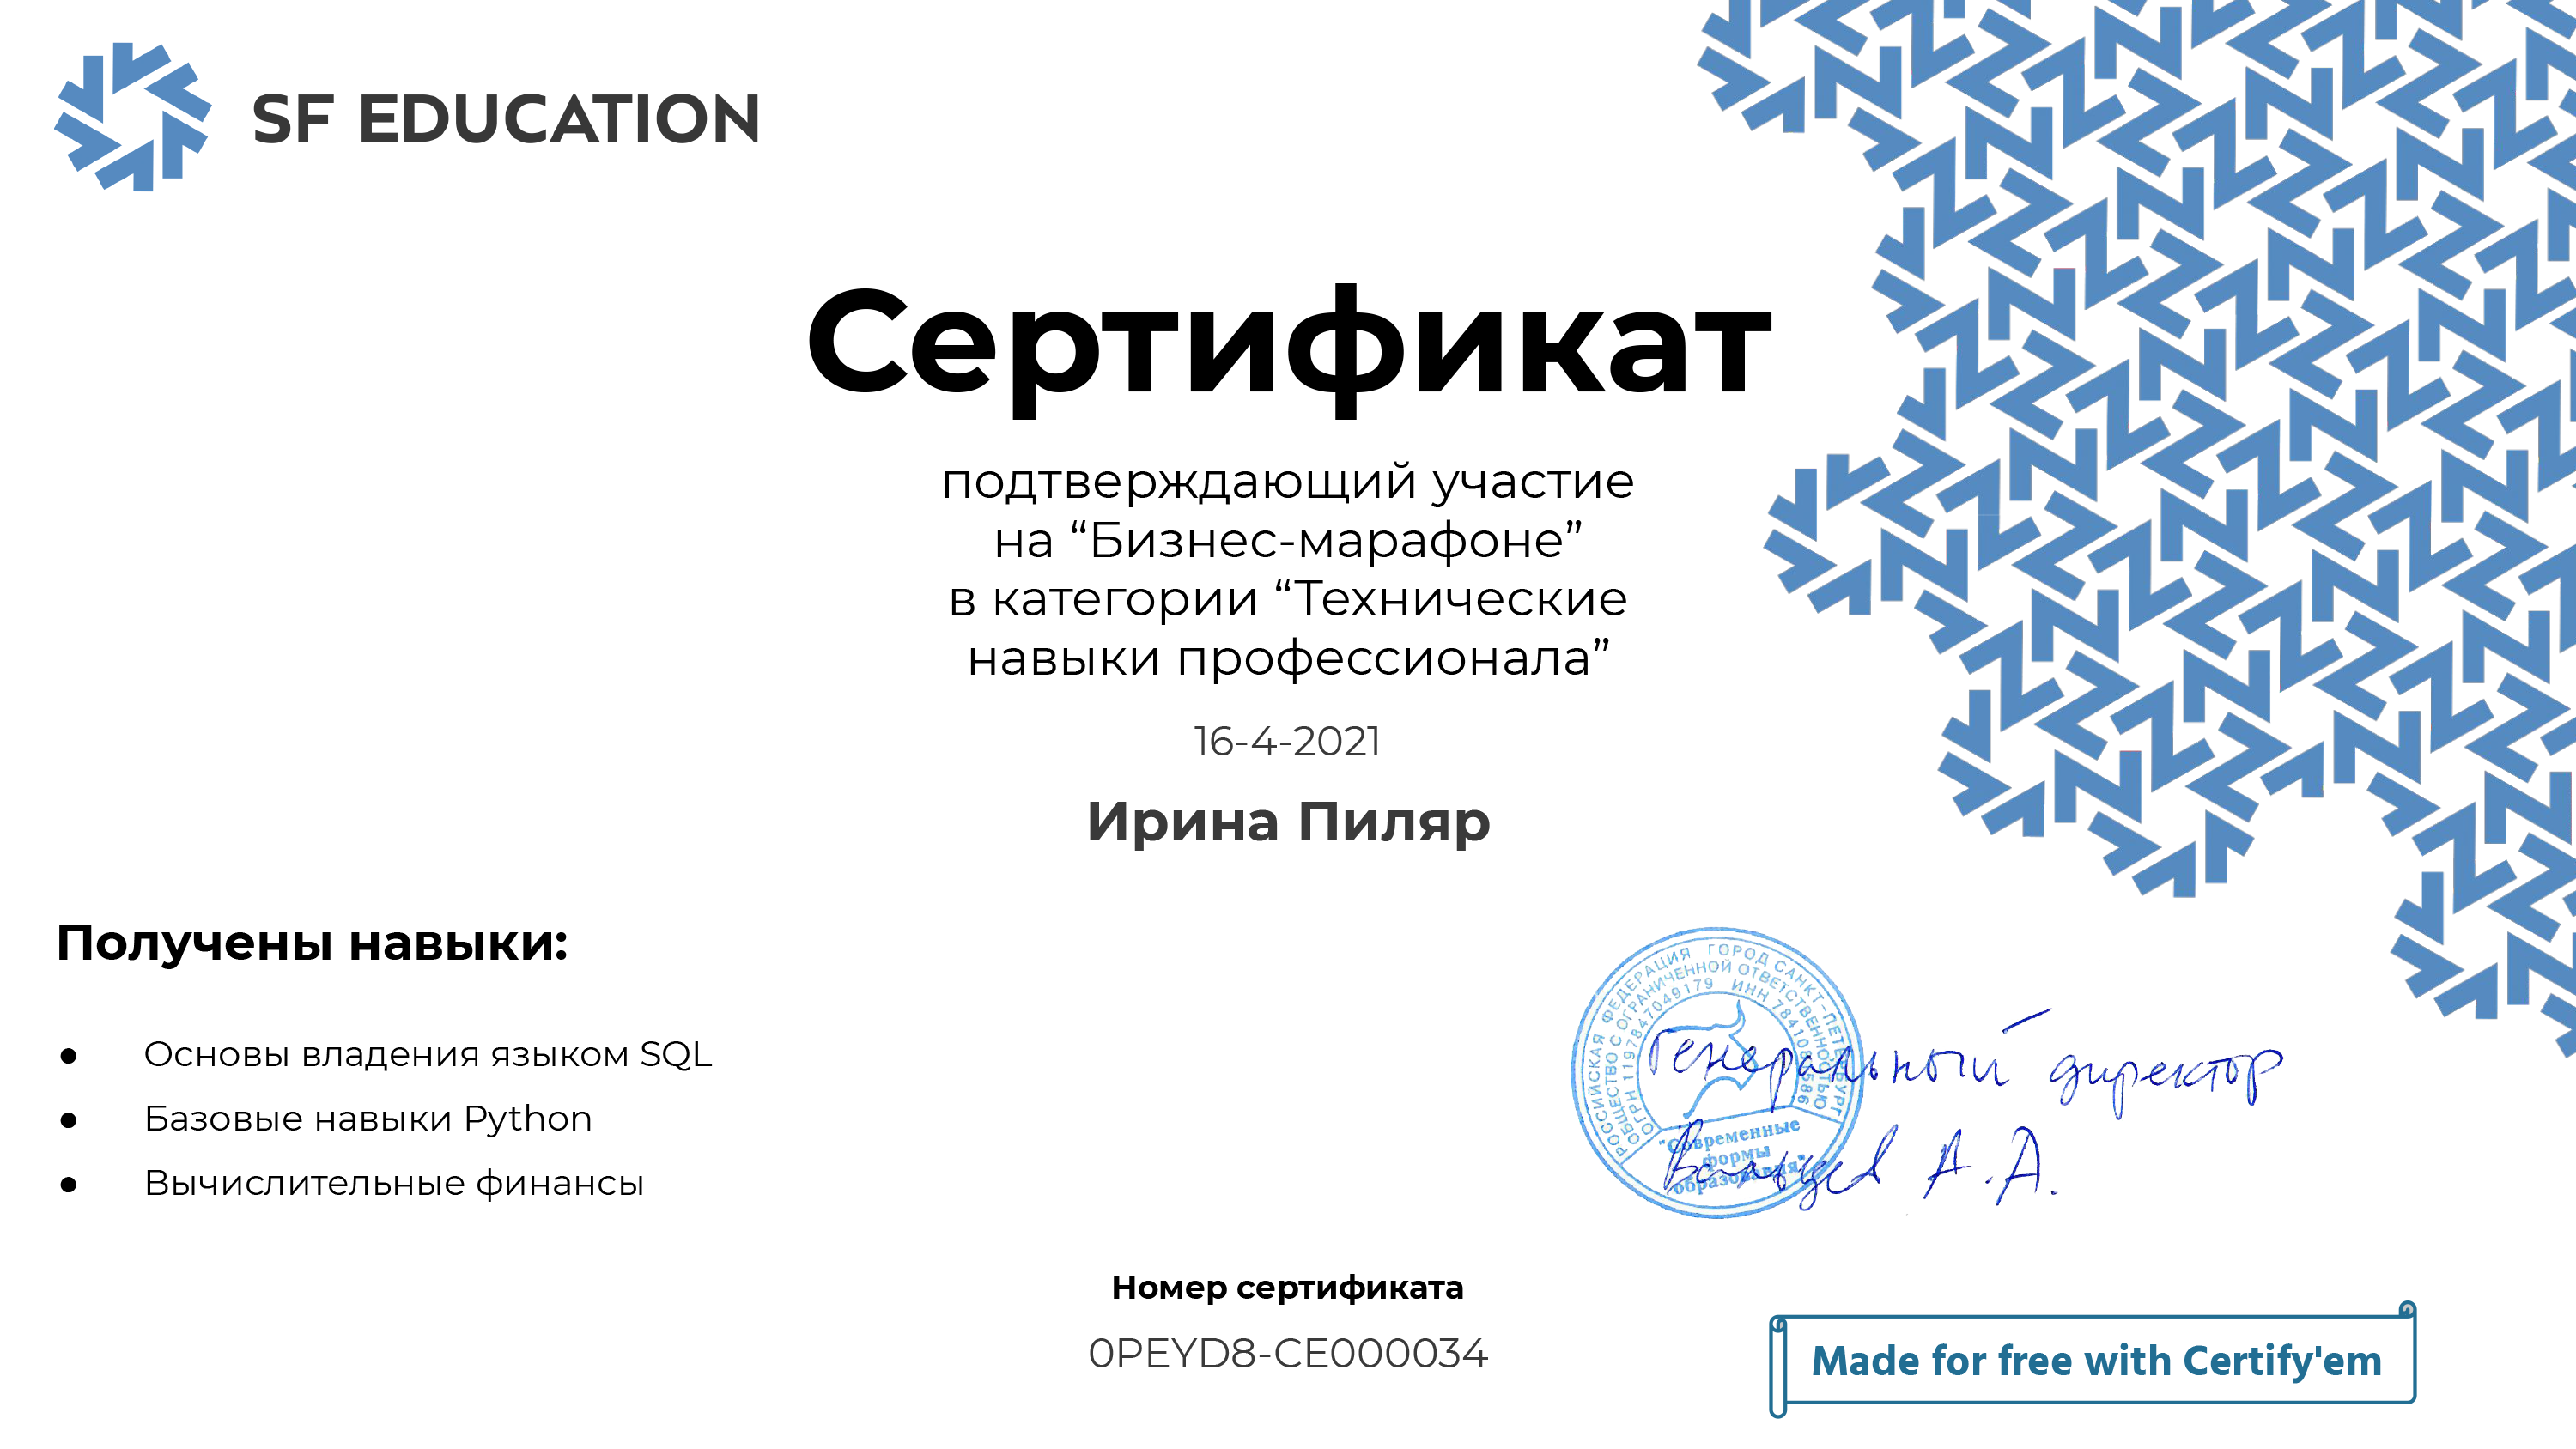 SF EDUCATION
Сертификат
подтверждающий участие
на “Бизнес-марафоне”
в категории “Технические
навыки профессионала”
16-4-2021
Ирина Пиляр
Получены навыки:
● Основы владения языком SQL
● Базовые навыки Python
● Вычислительные финансы
РОССИЙСКАЯ ФЕДЕРАЦИЯ ГОРОД САНКТ-ПЕТЕРБУРГ
ОБЩЕСТВО С ОГРАНИЧЕННОЙ ОТВЕТСТВЕННОСТЬЮ
ОГРН 1197847049179 ИНН
"Современные
формы
образования"
Генеральный директор
А.А.
Номер сертификата
0PEYD8-CE000034
Made for free with Certify'em